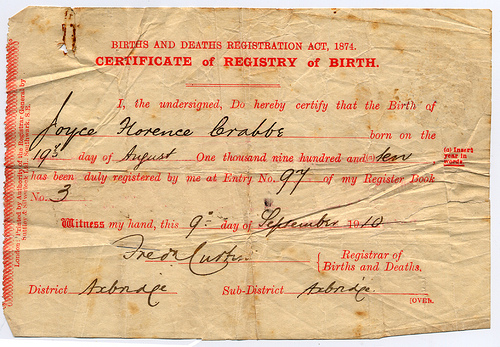 BIRTHS AND DEATHS REGISTRATION ACT, 1874.
CERTIFICATE of REGISTRY of BIRTH.
I, the undersigned, Do hereby certify that the Birth of
Joyce Florence Crabbe born on the
19th day of August One thousand nine hundred and (a) ten
has been duly registered by me at Entry No. 97 of my Register Book
No. 3
(a) Insert
year in
words.
Witness my hand, this 9th day of September 1910
Fredk Curtis
Registrar of
Births and Deaths.
District Axbridge Sub-District Axbridge
[OVER.
London: Printed by Authority of the Registrar General by